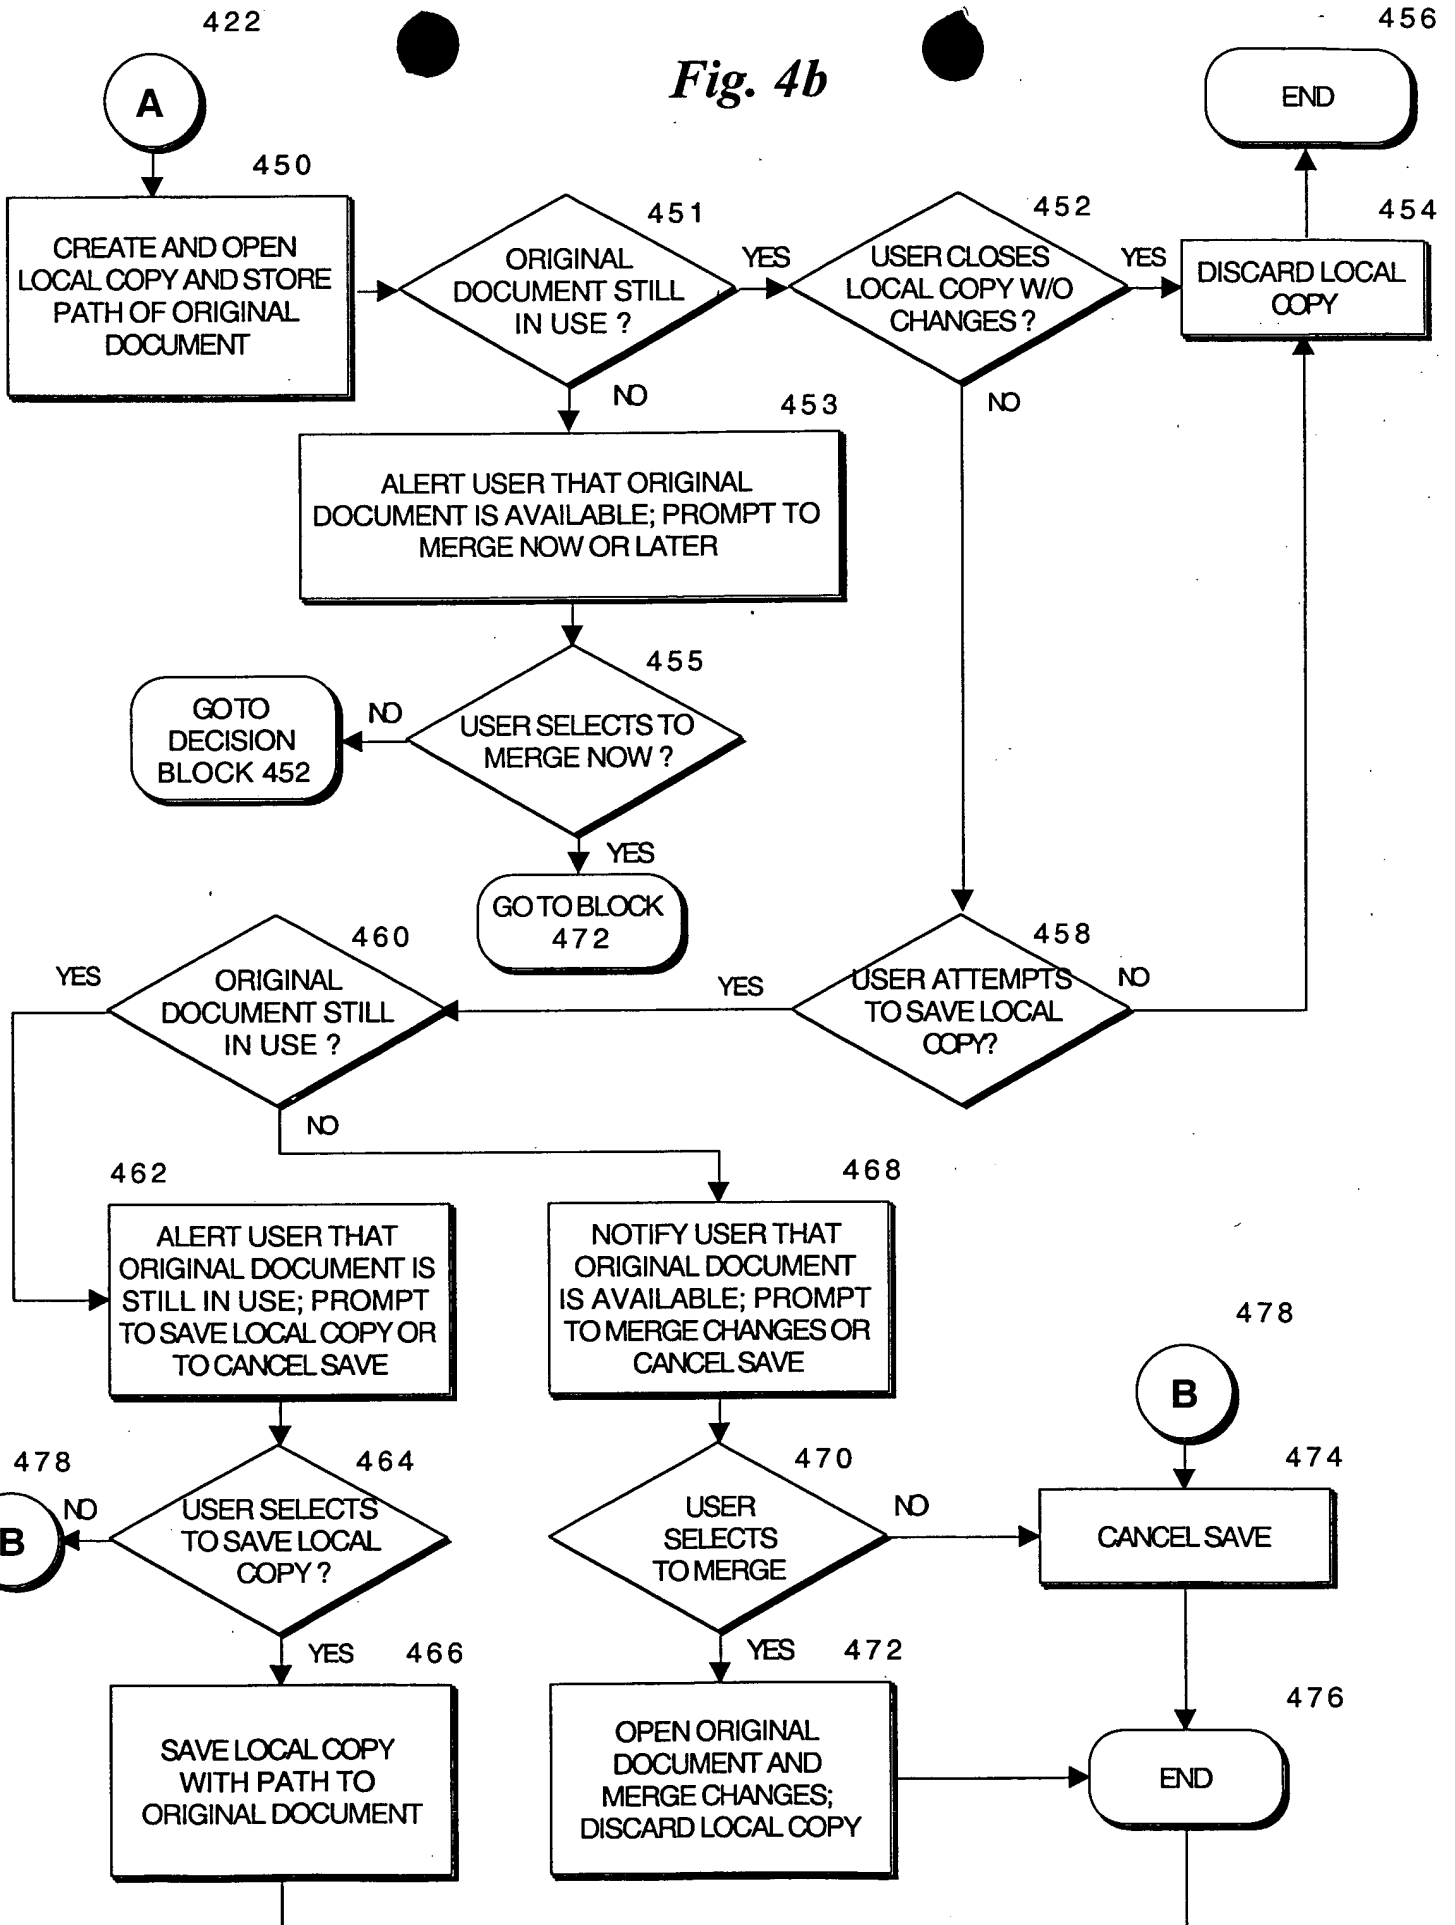 422
456
Fig. 4b
A
END
450
451
452
454
CREATE AND OPEN
LOCAL COPY AND STORE
PATH OF ORIGINAL
DOCUMENT
ORIGINAL
DOCUMENT STILL
IN USE ?
YES
USER CLOSES
LOCAL COPY W/O
CHANGES ?
YES
DISCARD LOCAL
COPY
NO
NO
453
ALERT USER THAT ORIGINAL
DOCUMENT IS AVAILABLE; PROMPT TO
MERGE NOW OR LATER
455
GO TO
DECISION
BLOCK 452
NO
USER SELECTS TO
MERGE NOW ?
YES
GO TO BLOCK
472
460
458
YES
ORIGINAL
DOCUMENT STILL
IN USE ?
YES
USER ATTEMPTS
TO SAVE LOCAL
COPY?
NO
NO
462
468
ALERT USER THAT
ORIGINAL DOCUMENT IS
STILL IN USE; PROMPT
TO SAVE LOCAL COPY OR
TO CANCEL SAVE
NOTIFY USER THAT
ORIGINAL DOCUMENT
IS AVAILABLE; PROMPT
TO MERGE CHANGES OR
CANCEL SAVE
478
B
478
464
470
474
B
NO
USER SELECTS
TO SAVE LOCAL
COPY ?
USER
SELECTS
TO MERGE
NO
CANCEL SAVE
YES
466
YES
472
476
SAVE LOCAL COPY
WITH PATH TO
ORIGINAL DOCUMENT
OPEN ORIGINAL
DOCUMENT AND
MERGE CHANGES;
DISCARD LOCAL COPY
END